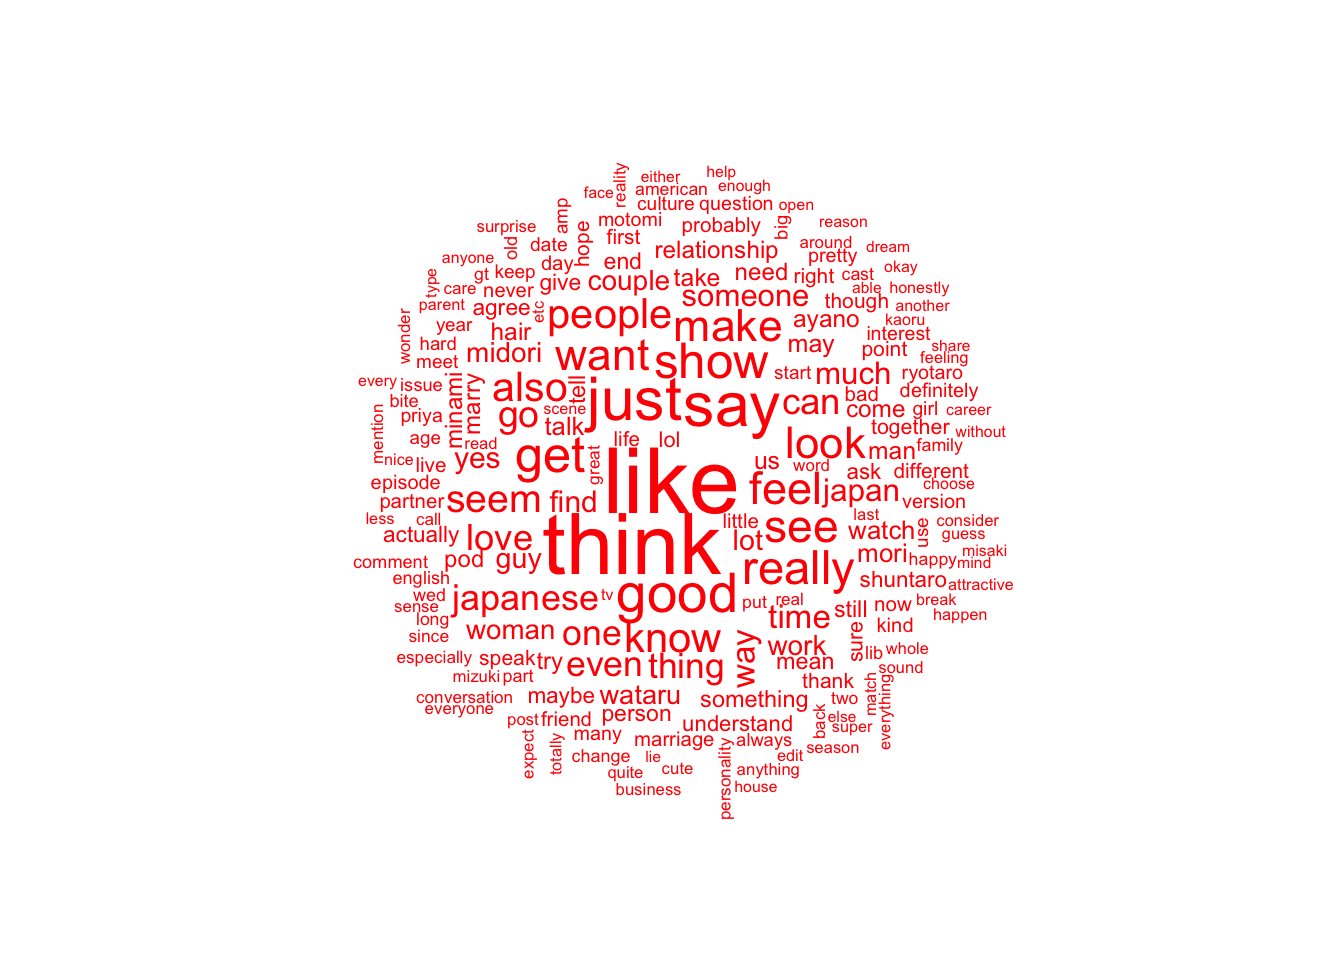 help
either
reality
american
enough
face
culture question
open
amp
motomi
probably
big
reason
surprise
hope
first
relationship
around
old
date
pretty
dream
anyone
end
day
couple
take
need
right
cast
okay
gt
keep
give
someone
able
honestly
type
care
never
though
another
parent
agree
etc
people
make
ayano
kaoru
year
hair
interest
wonder
hard
want
show
may
point
share
meet
midori
feeling
start
much
ryotaro
every
issue
also
tell
just
say
can
bad
definitely
bite
minami
marry
go
scene
come
girl
career
priya
talk
together
without
mention
age
read
life
lol
look
man
family
nice
live
yes
get
great
like
us
word
ask
different
episode
feel
japan
choose
partner
seem
find
version
less
call
little
last
use
consider
actually
love
think
lot
see
watch
guess
comment
pod
guy
really
mori
happy
misaki
mind
english
shuntaro
attractive
wed
japanese
tv
good
put
real
sense
time
still
now
break
long
kind
happen
since
woman
one
know
way
work
sure
lib
whole
especially
speak
try
even
thing
mean
sound
mizuki
part
thank
match
everything
conversation
maybe
wataru
something
two
everyone
post
friend
person
understand
back
else
super
expect
totally
many
marriage
always
season
change
lie
edit
quite
cute
personality
anything
business
house